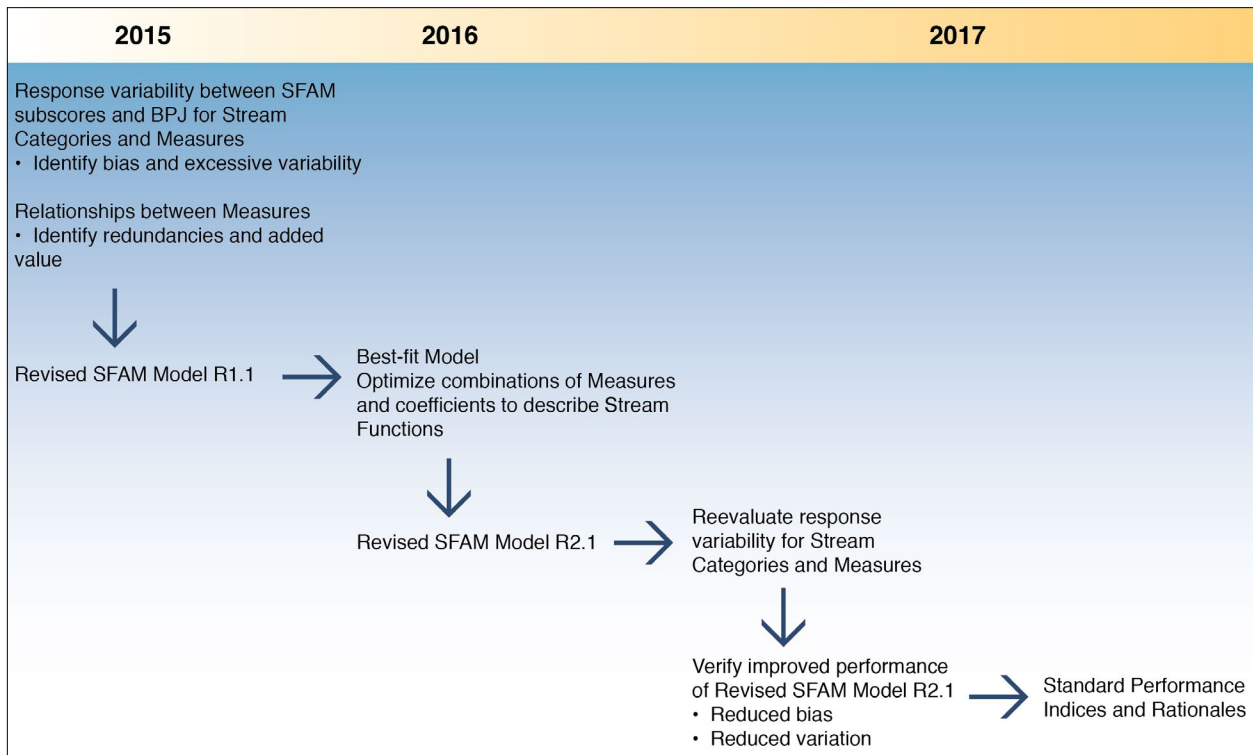 2015
2016
2017
Response variability between SFAM
subscores and BPJ for Stream
Categories and Measures
• Identify bias and excessive variability
Relationships between Measures
• Identify redundancies and added
value
Revised SFAM Model R1.1
Best-fit Model
Optimize combinations of Measures
and coefficients to describe Stream
Functions
Revised SFAM Model R2.1
Reevaluate response
variability for Stream
Categories and Measures
Verify improved performance
of Revised SFAM Model R2.1
• Reduced bias
• Reduced variation
Standard Performance
Indices and Rationales